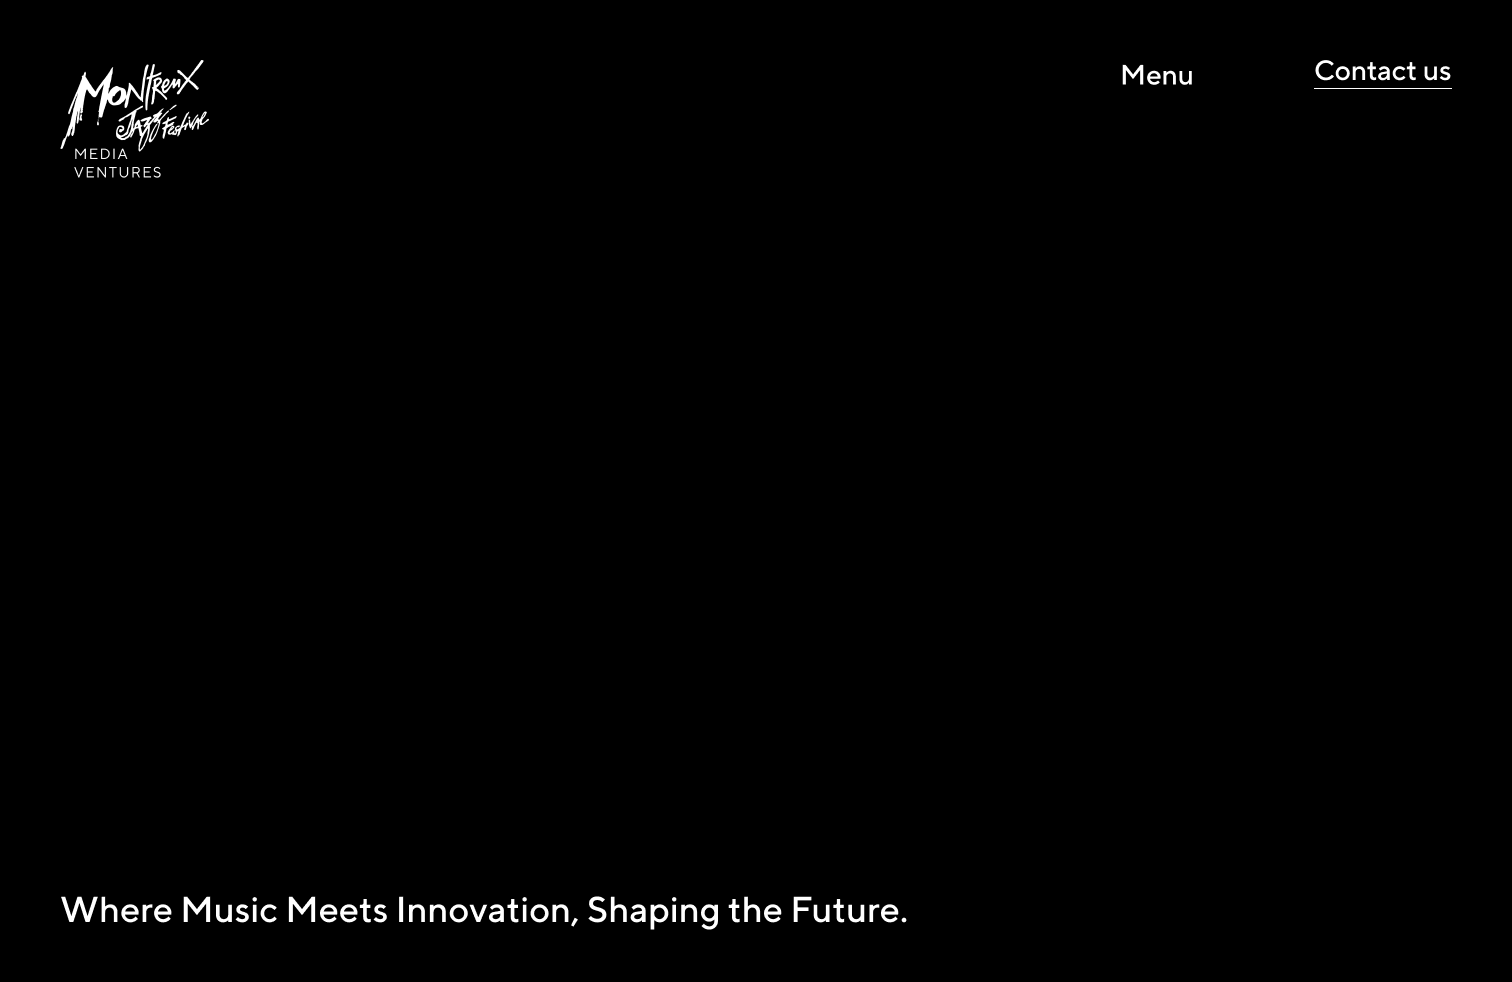 Montreux
Jazz Festival
MEDIA
VENTURES
Menu
Contact us
Where Music Meets Innovation, Shaping the Future.